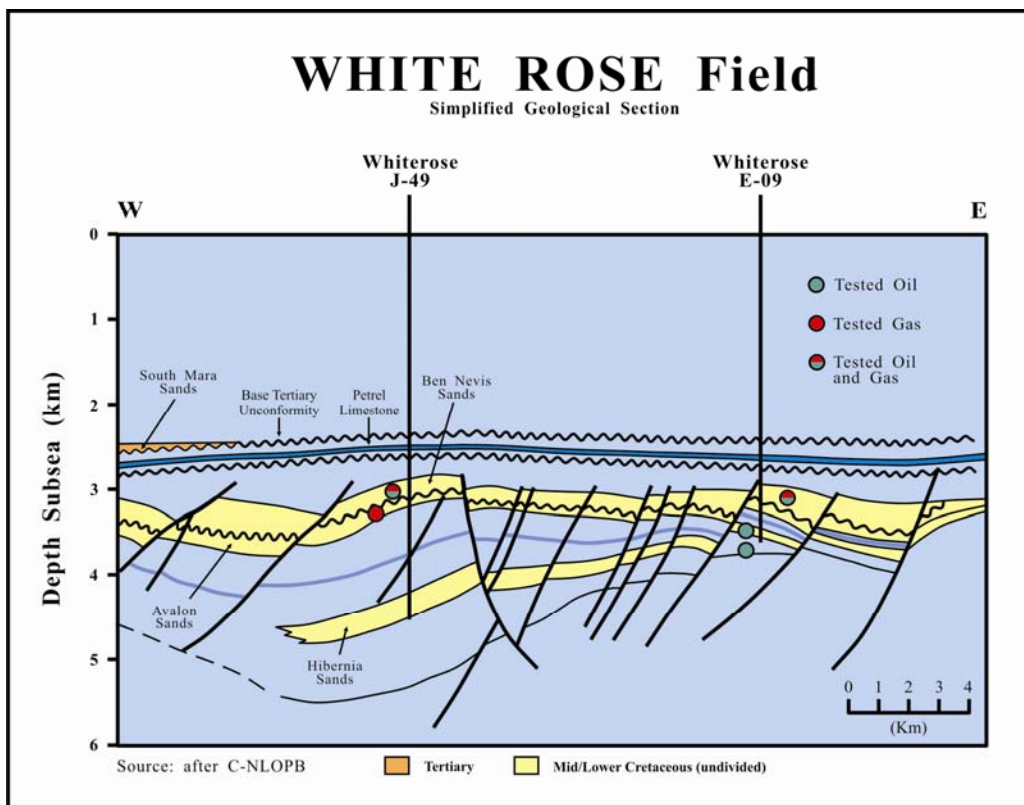 WHITE ROSE Field
Simplified Geological Section
Whiterose
J-49
Whiterose
E-09
W
E
0
1
2
3
4
5
6
Depth Subsea (km)
Tested Oil
Tested Gas
Tested Oil
and Gas
South Mara
Sands
Base Tertiary
Unconformity
Petrel
Limestone
Ben Nevis
Sands
Avalon
Sands
Hibernia
Sands
0 1 2 3 4
(Km)
Source: after C-NLOPB
Tertiary
Mid/Lower Cretaceous (undivided)